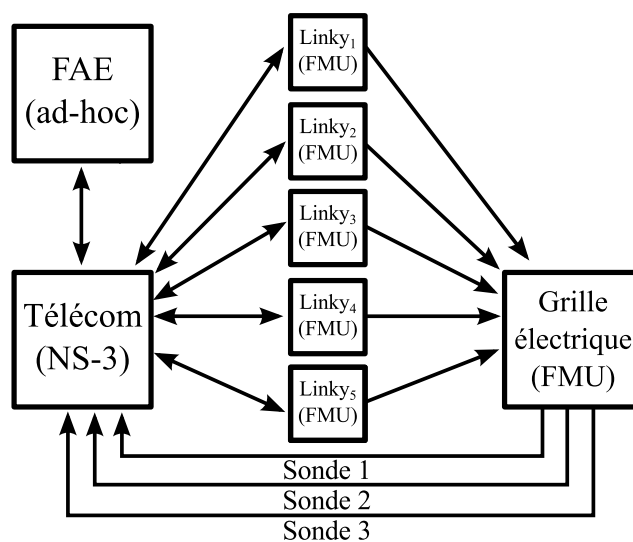 FAE
(ad-hoc)
Linky₁
(FMU)
Linky₂
(FMU)
Linky₃
(FMU)
Linky₄
(FMU)
Linky₅
(FMU)
Télécom
(NS-3)
Grille
électrique
(FMU)
Sonde 1
Sonde 2
Sonde 3